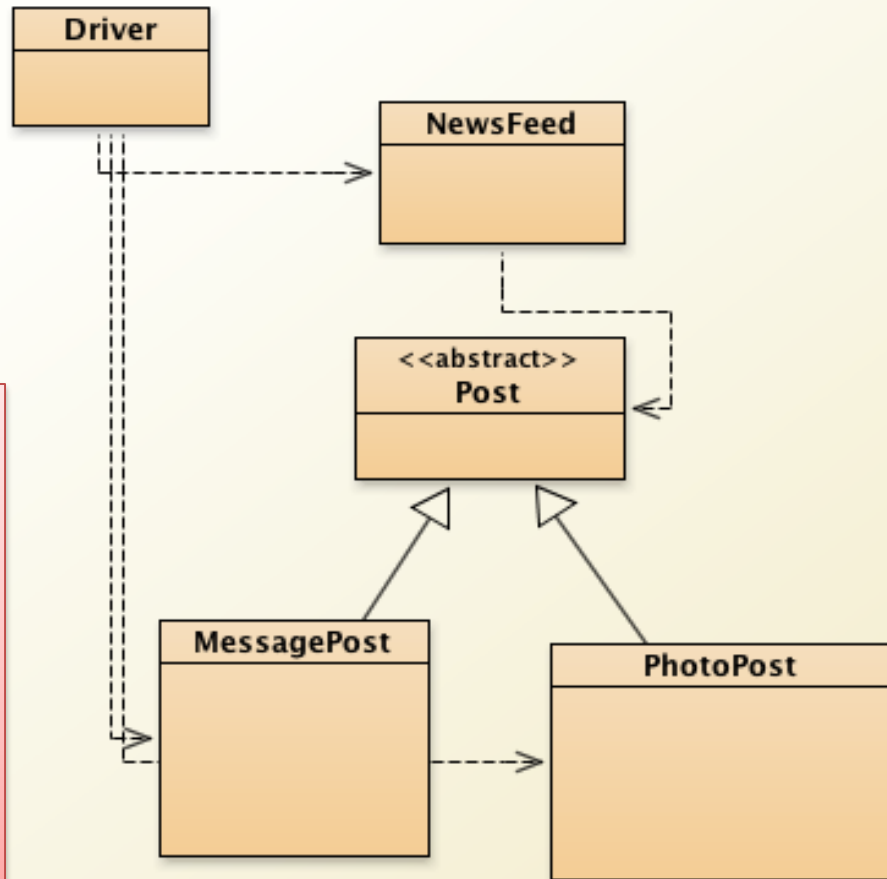 Driver
NewsFeed
<<abstract>>
Post
MessagePost
PhotoPost